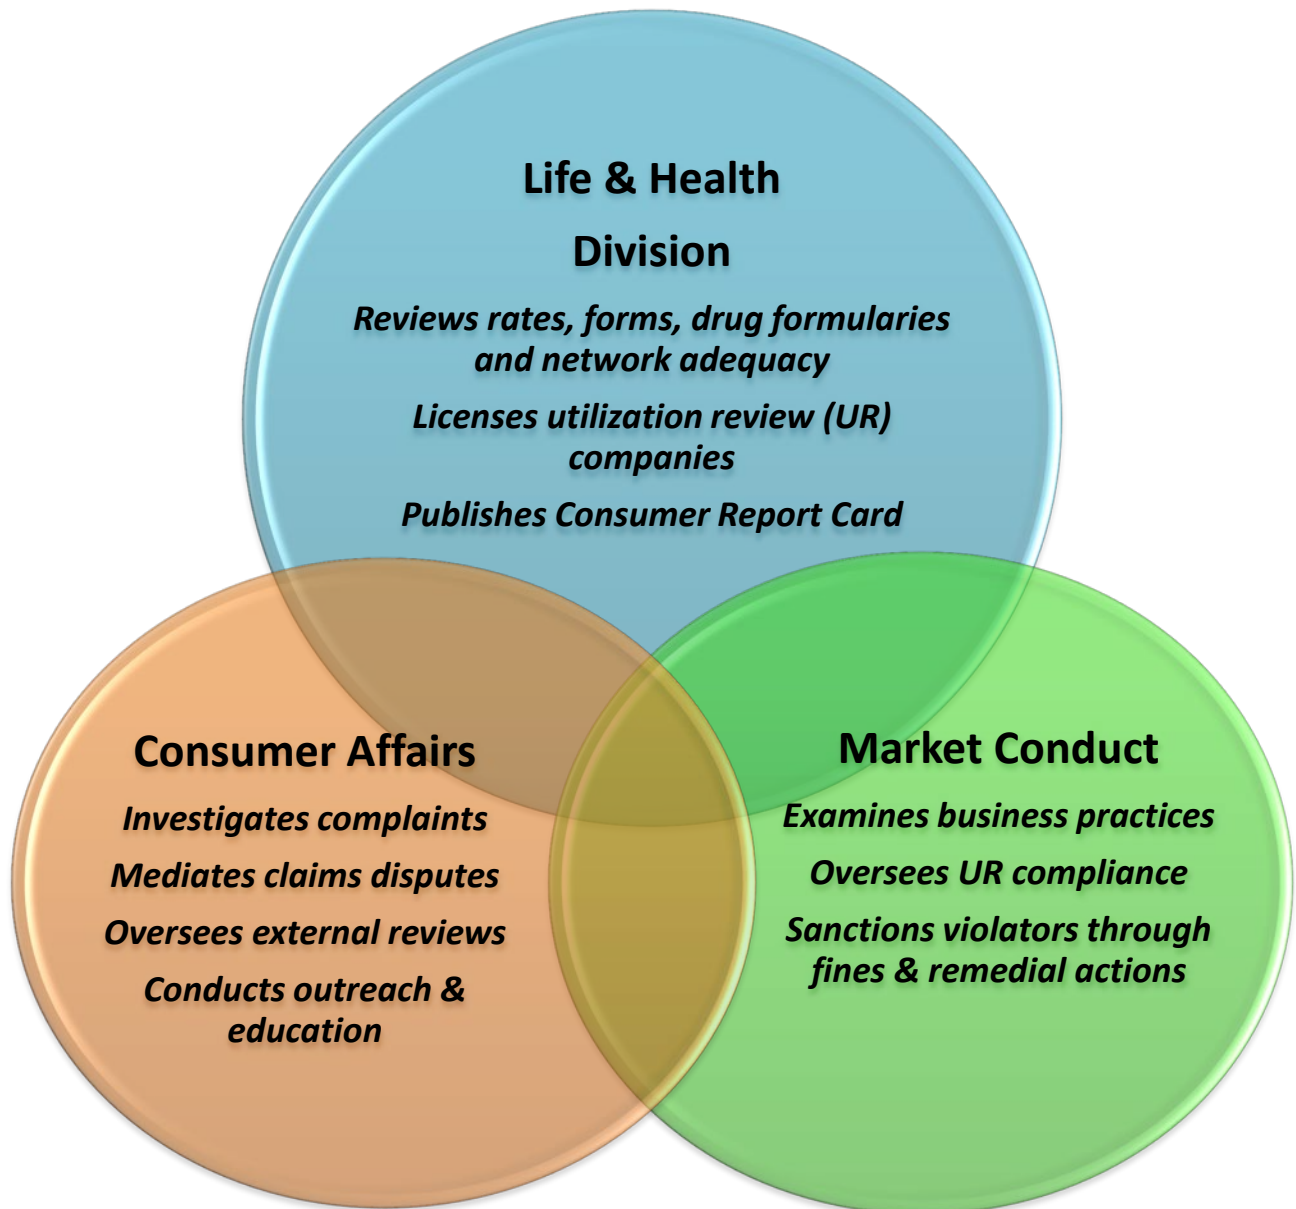 Life & Health
Division
Reviews rates, forms, drug formularies
and network adequacy
Licenses utilization review (UR)
companies
Publishes Consumer Report Card
Consumer Affairs
Investigates complaints
Mediates claims disputes
Oversees external reviews
Conducts outreach &
education
Market Conduct
Examines business practices
Oversees UR compliance
Sanctions violators through
fines & remedial actions